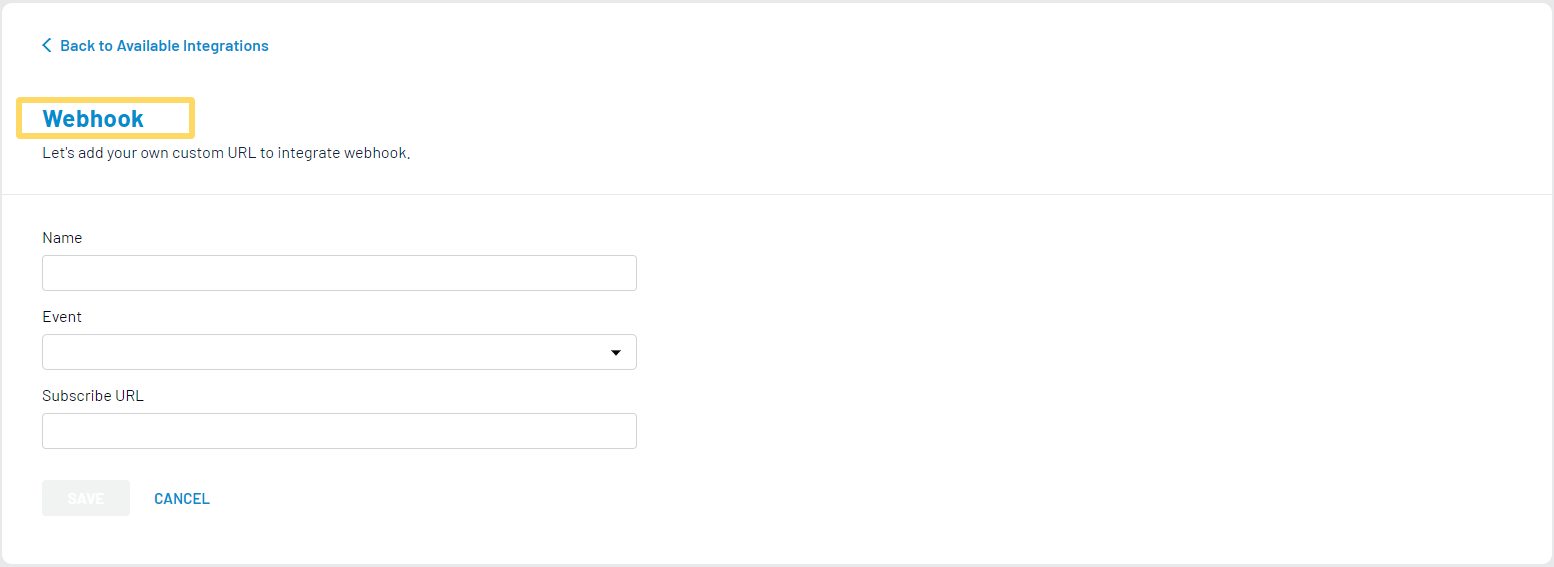 Back to Available Integrations
Webhook
Let's add your own custom URL to integrate webhook.
Name
Event
Subscribe URL
SAVE CANCEL